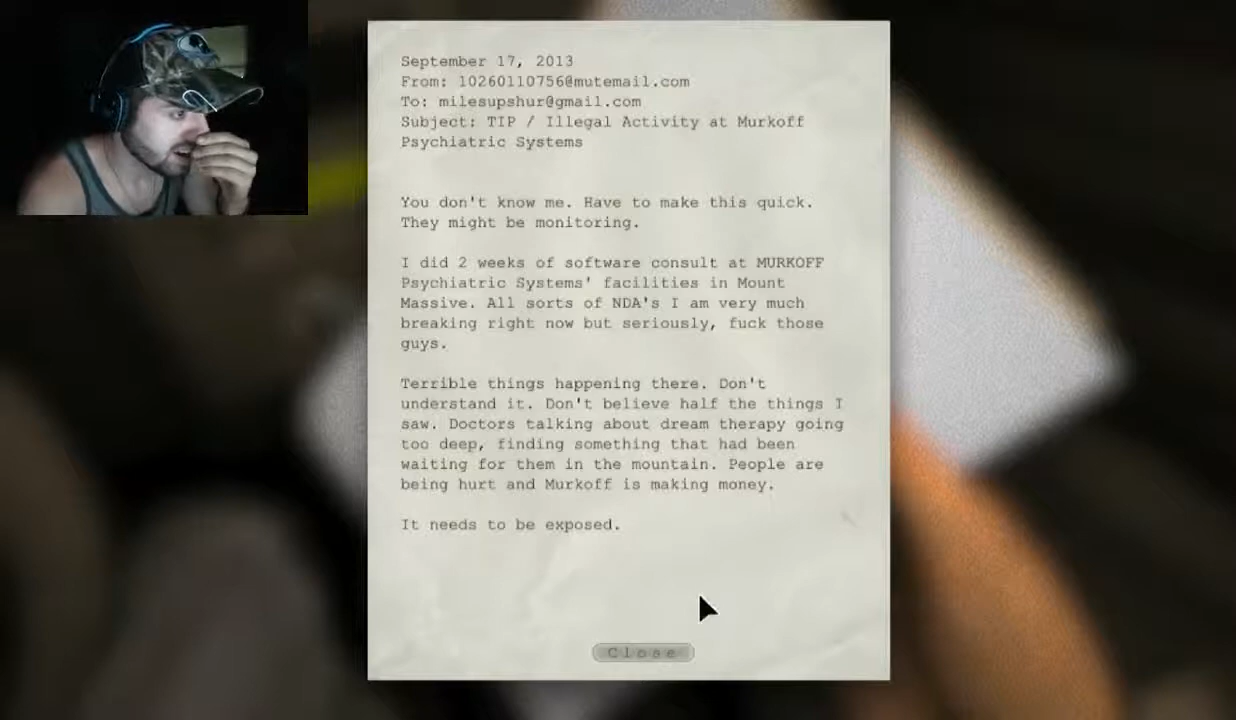 September 17, 2013
From: 10260110756@mutemail.com
To: milesupshur@gmail.com
Subject: TIP / Illegal Activity at Murkoff
Psychiatric Systems
You don't know me. Have to make this quick.
They might be monitoring.
I did 2 weeks of software consult at MURKOFF
Psychiatric Systems' facilities in Mount
Massive. All sorts of NDA's I am very much
breaking right now but seriously, fuck those
guys.
Terrible things happening there. Don't
understand it. Don't believe half the things I
saw. Doctors talking about dream therapy going
too deep, finding something that had been
waiting for them in the mountain. People are
being hurt and Murkoff is making money.
It needs to be exposed.
Close